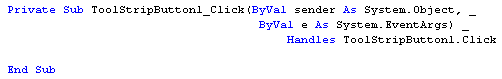 Private Sub ToolStripButton1_Click(ByVal sender As System.Object, _
ByVal e As System.EventArgs) _
Handles ToolStripButton1.Click
End Sub